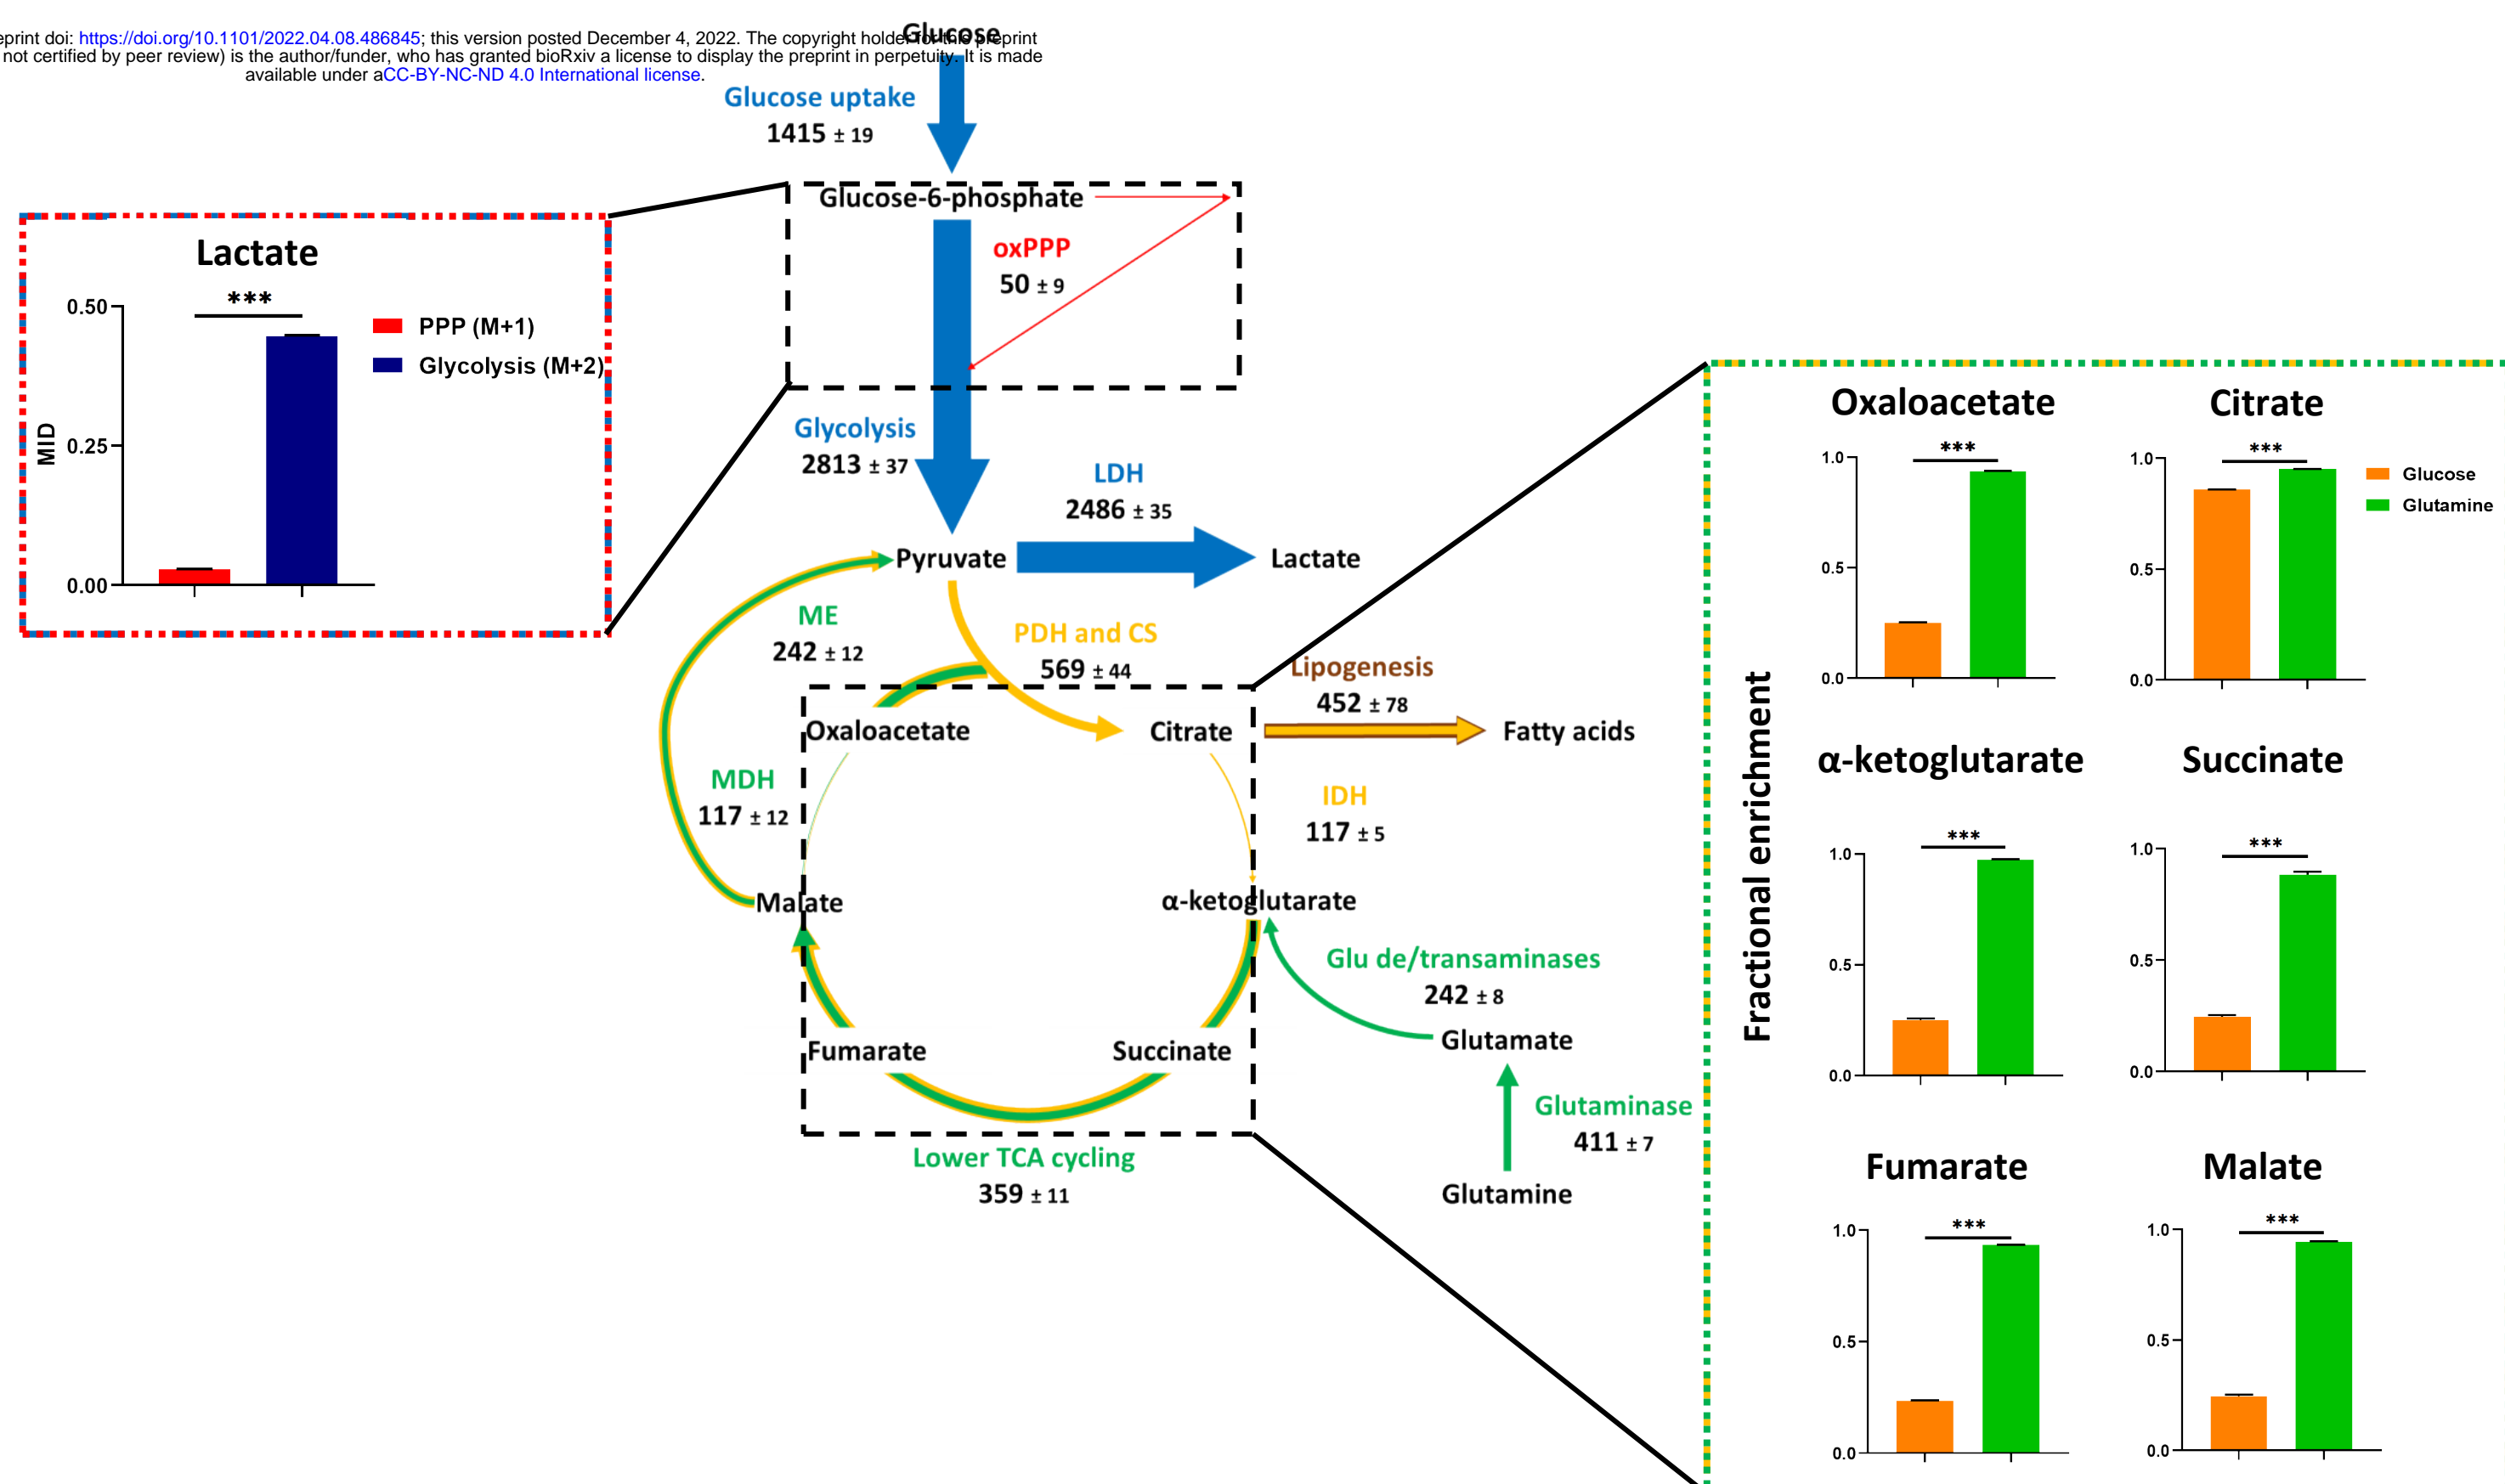 eprint doi: https://doi.org/10.1101/2022.04.08.486845; this version posted December 4, 2022. The copyright holder for this preprint
not certified by peer review) is the author/funder, who has granted bioRxiv a license to display the preprint in perpetuity. It is made
available under aCC-BY-NC-ND 4.0 International license.
Glucose
Glucose uptake
1415 ± 19
Glucose-6-phosphate
oxPPP
50 ± 9
Glycolysis
2813 ± 37
LDH
2486 ± 35
Pyruvate
Lactate
ME
242 ± 12
PDH and CS
569 ± 44
Lipogenesis
452 ± 78
Oxaloacetate
Citrate
Fatty acids
MDH
117 ± 12
IDH
117 ± 5
Malate
α-ketoglutarate
Glu de/transaminases
242 ± 8
Glutamate
Fumarate
Succinate
Glutaminase
411 ± 7
Lower TCA cycling
359 ± 11
Glutamine
Lactate
***
0.50
0.25
0.00
MID
PPP (M+1)
Glycolysis (M+2)
Fractional enrichment
Oxaloacetate
***
1.0
0.5
0.0
Citrate
***
1.0
0.5
0.0
Glucose
Glutamine
α-ketoglutarate
***
1.0
0.5
0.0
Succinate
***
1.0
0.5
0.0
Fumarate
***
1.0
0.5
0.0
Malate
***
1.0
0.5
0.0